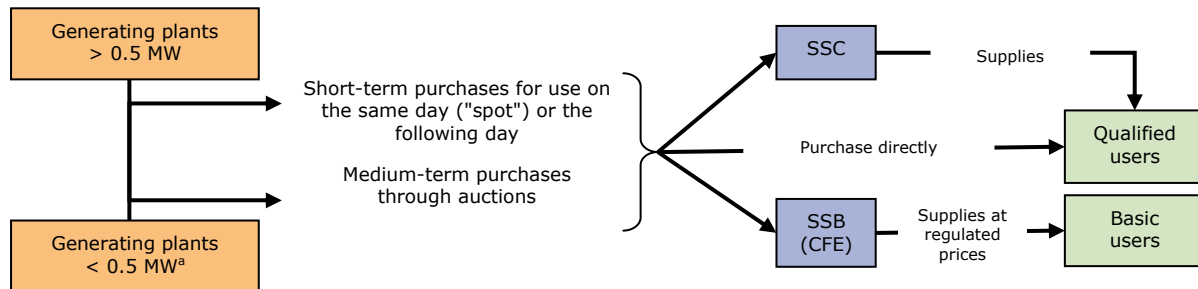 Generating plants
> 0.5 MW
Short-term purchases for use on
the same day ("spot") or the
following day
Medium-term purchases
through auctions
Generating plants
< 0.5 MWᵃ
SSC
Supplies
Purchase directly
Qualified
users
SSB
(CFE)
Supplies at
regulated
prices
Basic
users